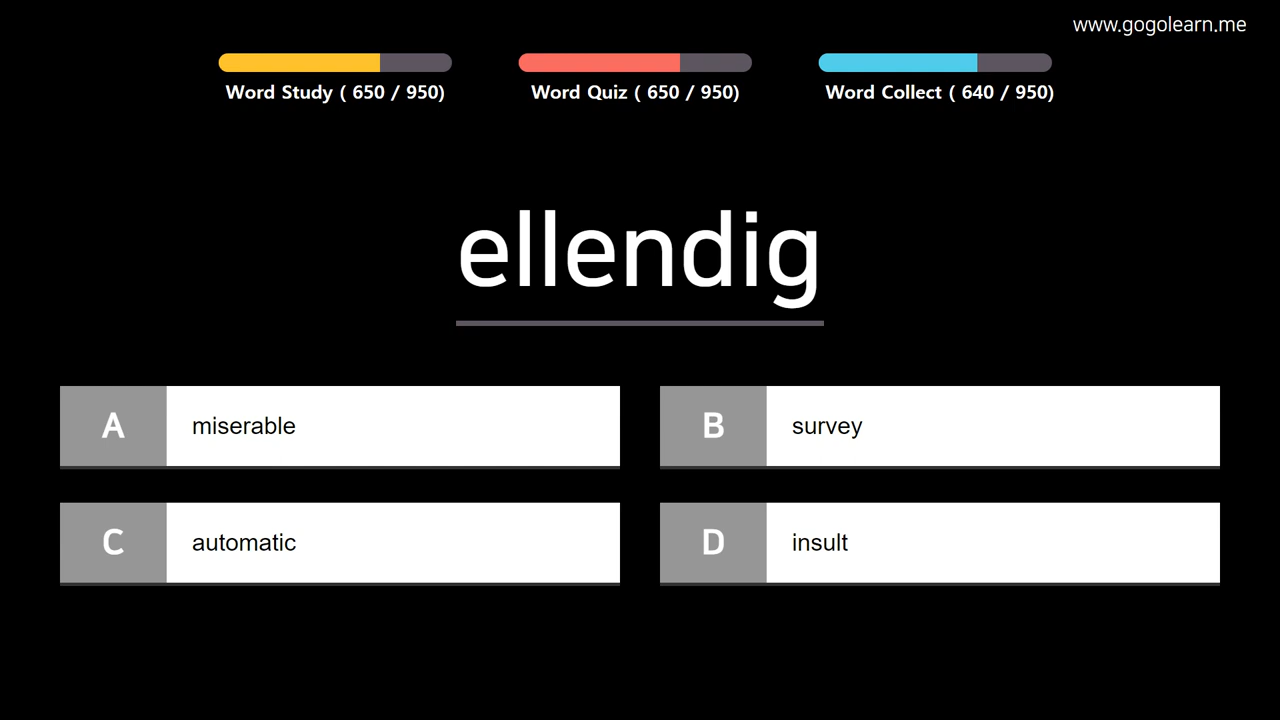 www.gogolearn.me
Word Study ( 650 / 950)
Word Quiz ( 650 / 950)
Word Collect ( 640 / 950)
ellendig
A miserable
B survey
C automatic
D insult